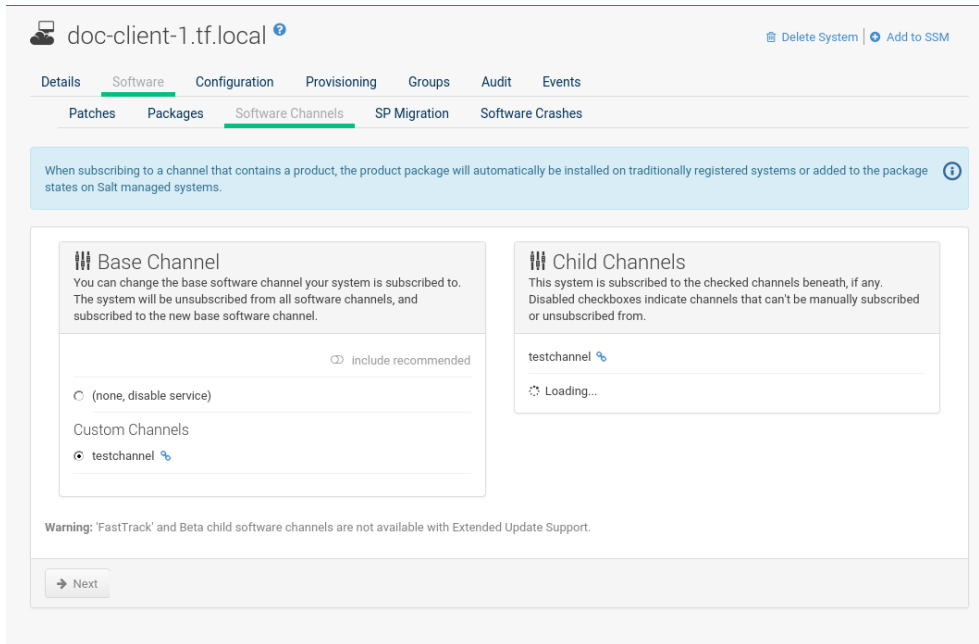 doc-client-1.tf.local ?
Delete System | Add to SSM
Details Software Configuration Provisioning Groups Audit Events
Patches Packages Software Channels SP Migration Software Crashes
When subscribing to a channel that contains a product, the product package will automatically be installed on traditionally registered systems or added to the package
states on Salt managed systems.
Base Channel
You can change the base software channel your system is subscribed to.
The system will be unsubscribed from all software channels, and
subscribed to the new base software channel.
include recommended
(none, disable service)
Custom Channels
testchannel
Child Channels
This system is subscribed to the checked channels beneath, if any.
Disabled checkboxes indicate channels that can't be manually subscribed
or unsubscribed from.
testchannel
Loading...
Warning: 'FastTrack' and Beta child software channels are not available with Extended Update Support.
Next